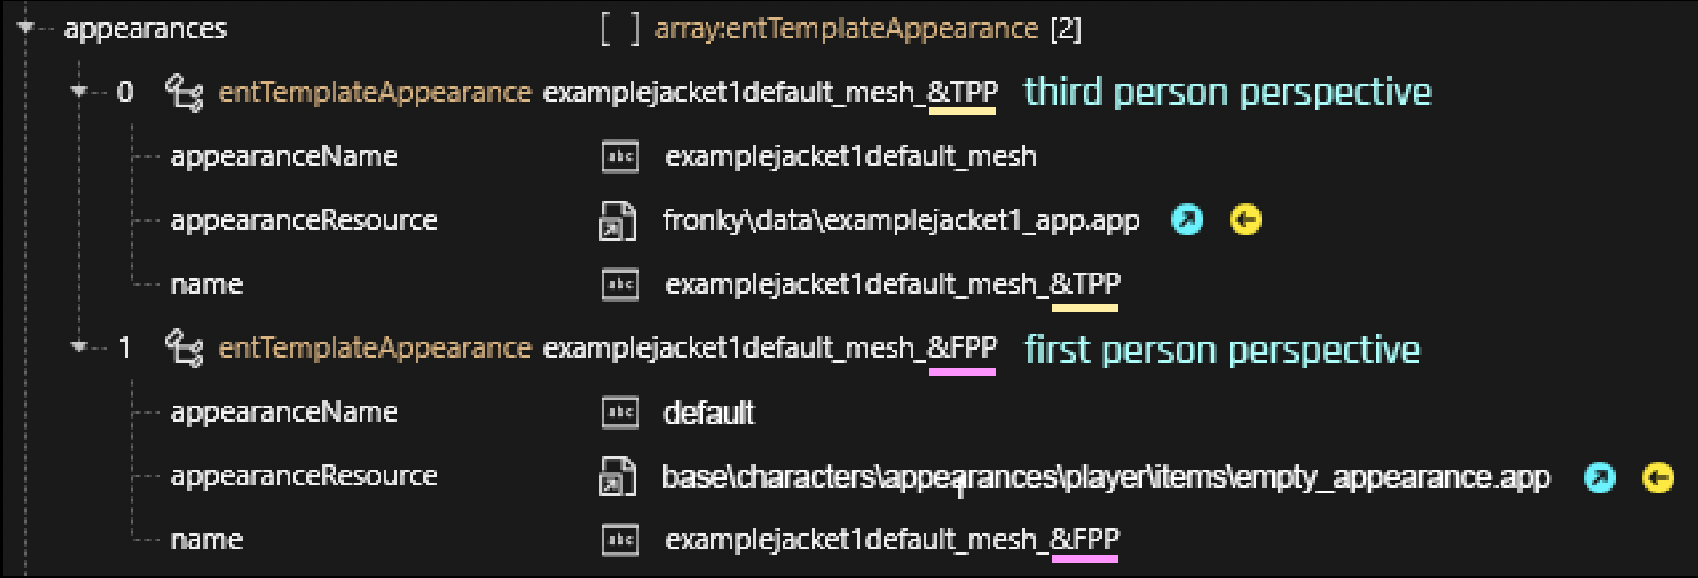 appearances [ ] array:entTemplateAppearance [2]
0 entTemplateAppearance examplejacket1default_mesh_&TPP third person perspective
appearanceName abc examplejacket1default_mesh
appearanceResource fronky\data\examplejacket1_app.app
name abc examplejacket1default_mesh_&TPP
1 entTemplateAppearance examplejacket1default_mesh_&FPP first person perspective
appearanceName abc default
appearanceResource base\characters\appearances\player\items\empty_appearance.app
name abc examplejacket1default_mesh_&FPP